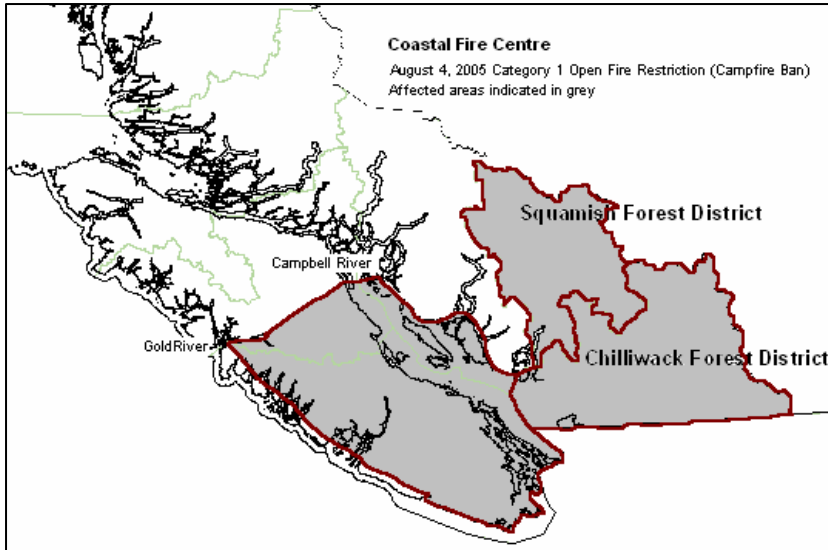 Coastal Fire Centre
August 4, 2005 Category 1 Open Fire Restriction (Campfire Ban)
Affected areas indicated in grey
Squamish Forest District
Campbell River
GoldRiver
Chilliwack Forest District